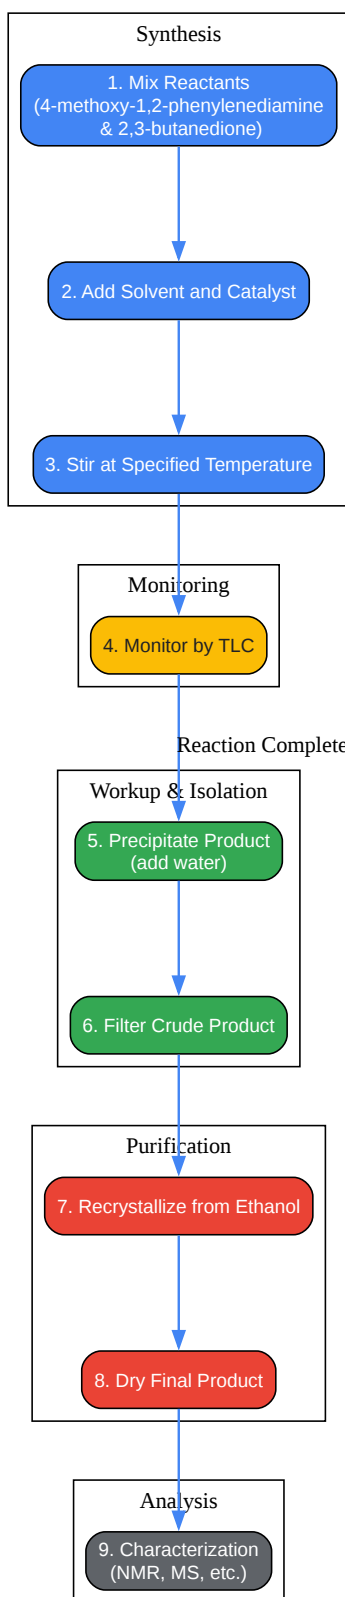 Synthesis
1. Mix Reactants
(4-methoxy-1,2-phenylenediamine
& 2,3-butanedione)
2. Add Solvent and Catalyst
3. Stir at Specified Temperature
Monitoring
4. Monitor by TLC
Reaction Complete
Workup & Isolation
5. Precipitate Product
(add water)
6. Filter Crude Product
Purification
7. Recrystallize from Ethanol
8. Dry Final Product
Analysis
9. Characterization
(NMR, MS, etc.)